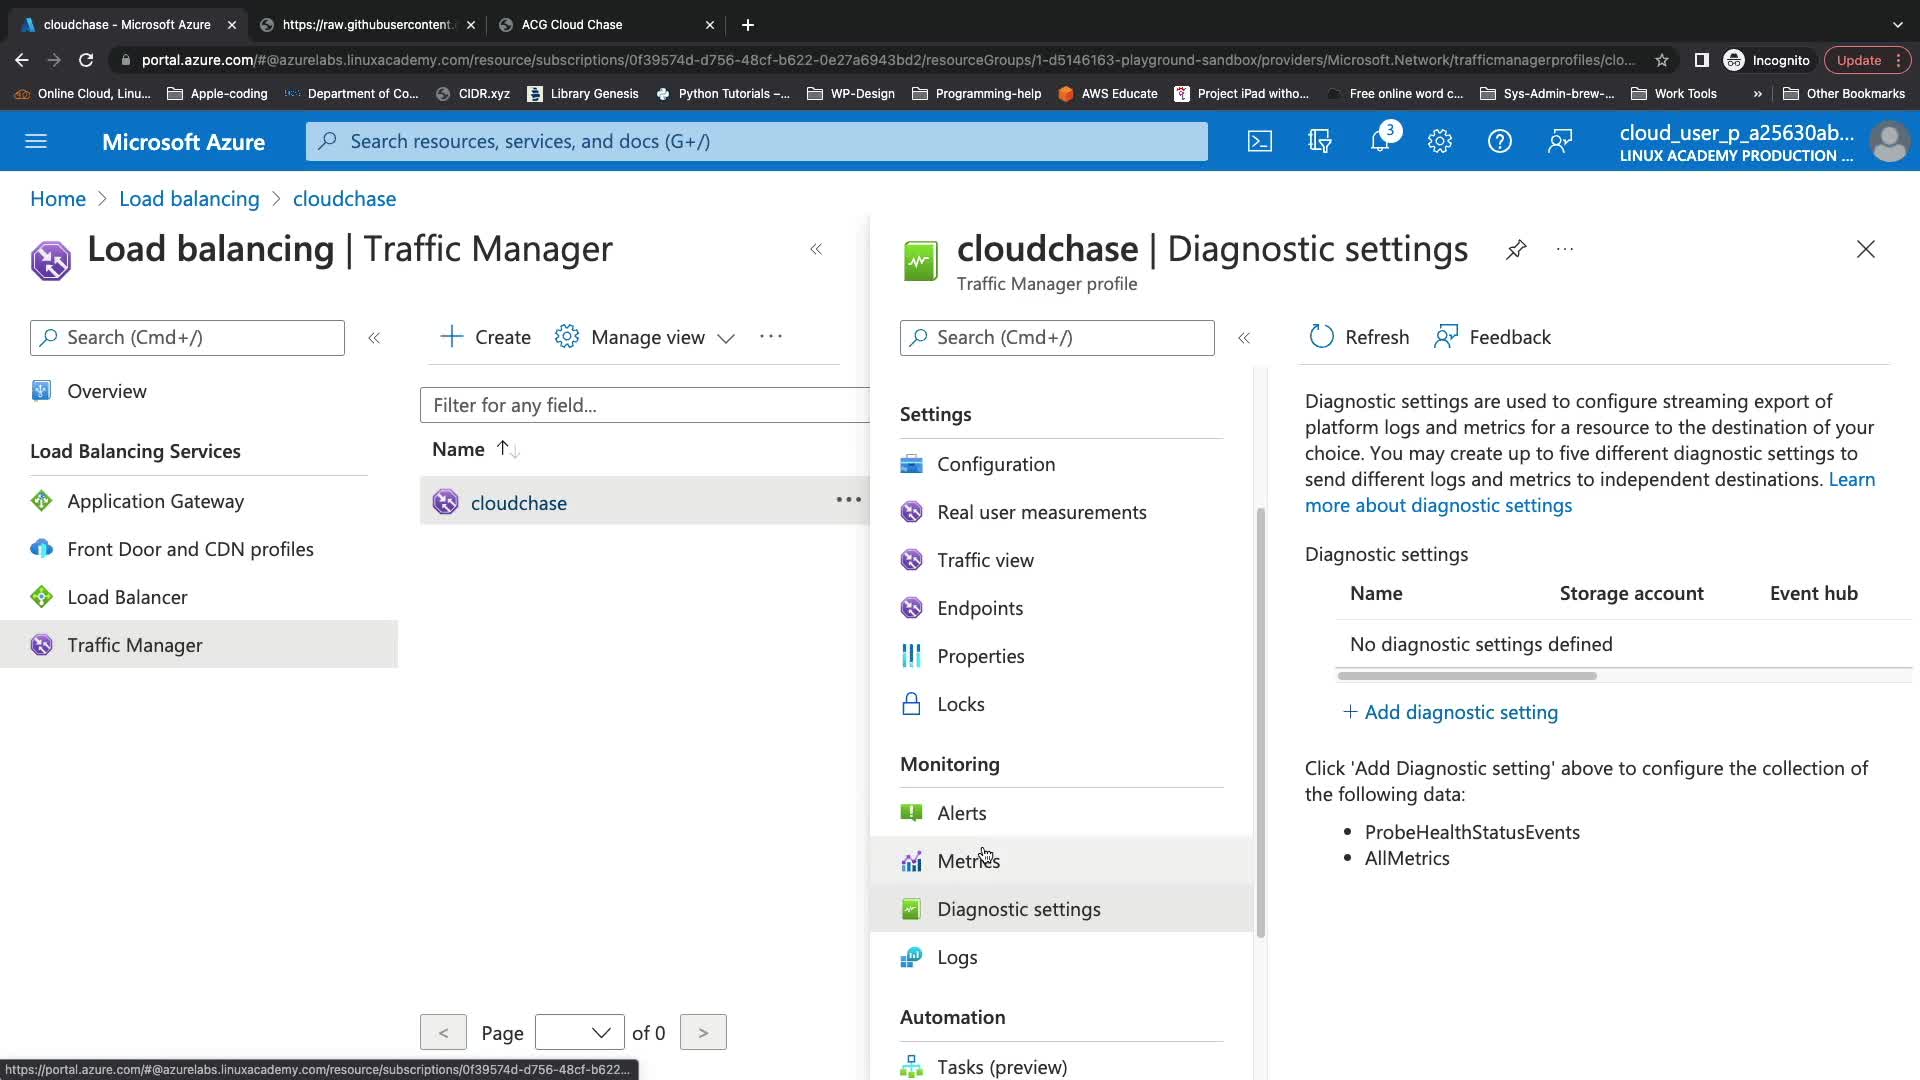 cloudchase - Microsoft Azure
https://raw.githubusercontent.
ACG Cloud Chase
portal.azure.com/#@azurelabs.linuxacademy.com/resource/subscriptions/0f39574d-d756-48cf-b622-0e27a6943bd2/resourceGroups/1-d5146163-playground-sandbox/providers/Microsoft.Network/trafficmanagerprofiles/clo...
Incognito
Update
Online Cloud, Linu...
Apple-coding
Department of Co...
CIDR.xyz
Library Genesis
Python Tutorials –...
WP-Design
Programming-help
AWS Educate
Project iPad witho...
Free online word c...
Sys-Admin-brew-...
Work Tools
»
Other Bookmarks
Microsoft Azure
Search resources, services, and docs (G+/)
3
cloud_user_p_a25630ab...
LINUX ACADEMY PRODUCTION ...
Home > Load balancing > cloudchase
Load balancing | Traffic Manager
«
Search (Cmd+/)
«
Overview
Load Balancing Services
Application Gateway
Front Door and CDN profiles
Load Balancer
Traffic Manager
+ Create
Manage view
...
Filter for any field...
Name ↑↓
cloudchase
...
< Page of 0 >
cloudchase | Diagnostic settings
...
Traffic Manager profile
Search (Cmd+/)
«
Settings
Configuration
Real user measurements
Traffic view
Endpoints
Properties
Locks
Monitoring
Alerts
Metrics
Diagnostic settings
Logs
Automation
Tasks (preview)
Refresh
Feedback
Diagnostic settings are used to configure streaming export of
platform logs and metrics for a resource to the destination of your
choice. You may create up to five different diagnostic settings to
send different logs and metrics to independent destinations. Learn
more about diagnostic settings
Diagnostic settings
Name
Storage account
Event hub
No diagnostic settings defined
+ Add diagnostic setting
Click 'Add Diagnostic setting' above to configure the collection of
the following data:
• ProbeHealthStatusEvents
• AllMetrics
https://portal.azure.com/#@azurelabs.linuxacademy.com/resource/subscriptions/0f39574d-d756-48cf-b622...